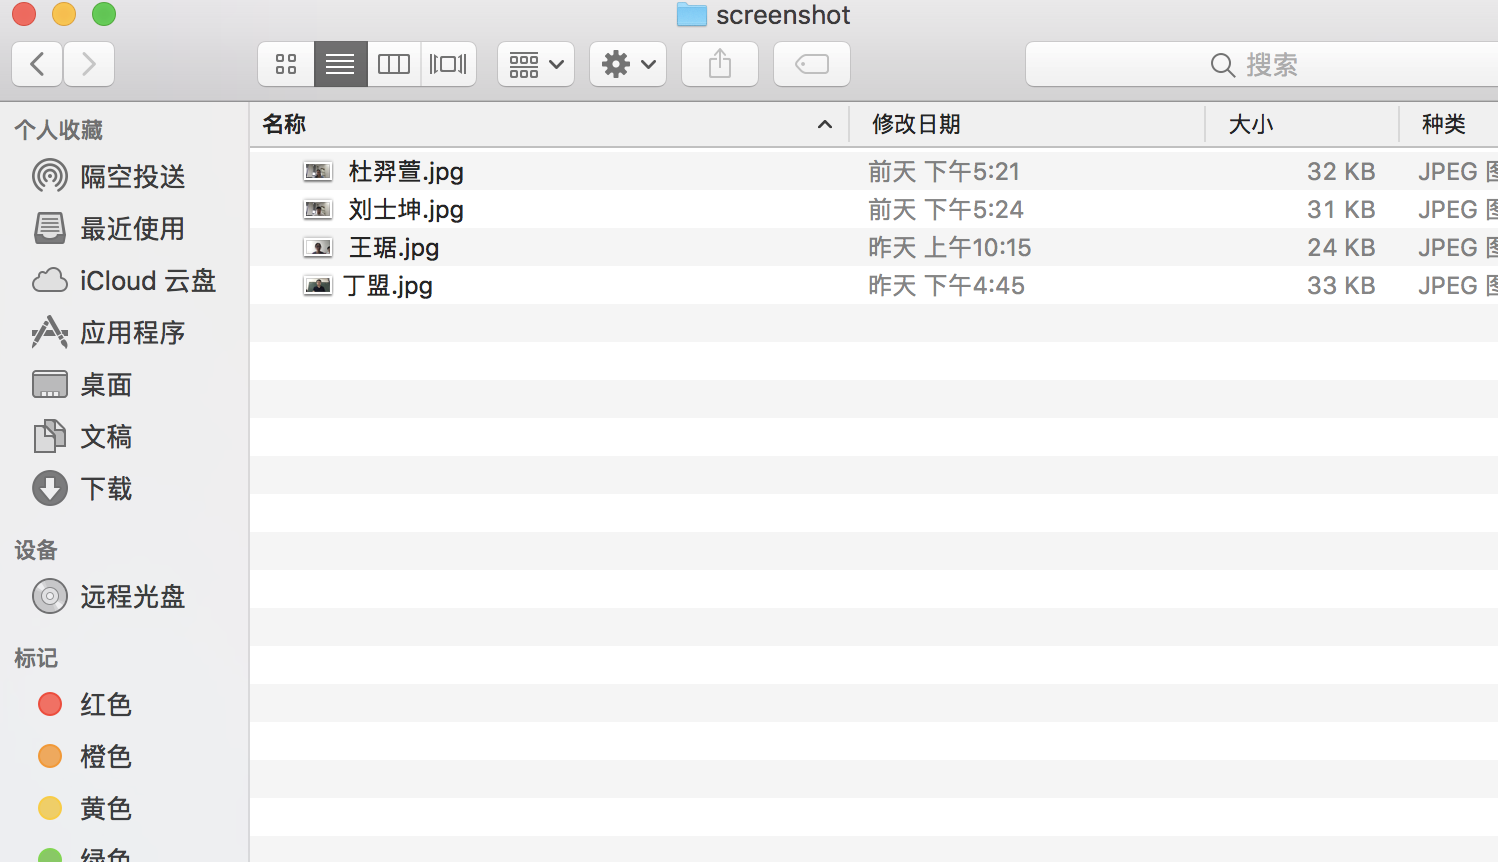 screenshot
搜索
个人收藏
隔空投送
最近使用
iCloud 云盘
应用程序
桌面
文稿
下载
设备
远程光盘
标记
红色
橙色
黄色
绿色
名称 修改日期 大小 种类
杜羿萱.jpg 前天 下午5:21 32 KB JPEG 图
刘士坤.jpg 前天 下午5:24 31 KB JPEG 图
王琚.jpg 昨天 上午10:15 24 KB JPEG 图
丁盟.jpg 昨天 下午4:45 33 KB JPEG 图